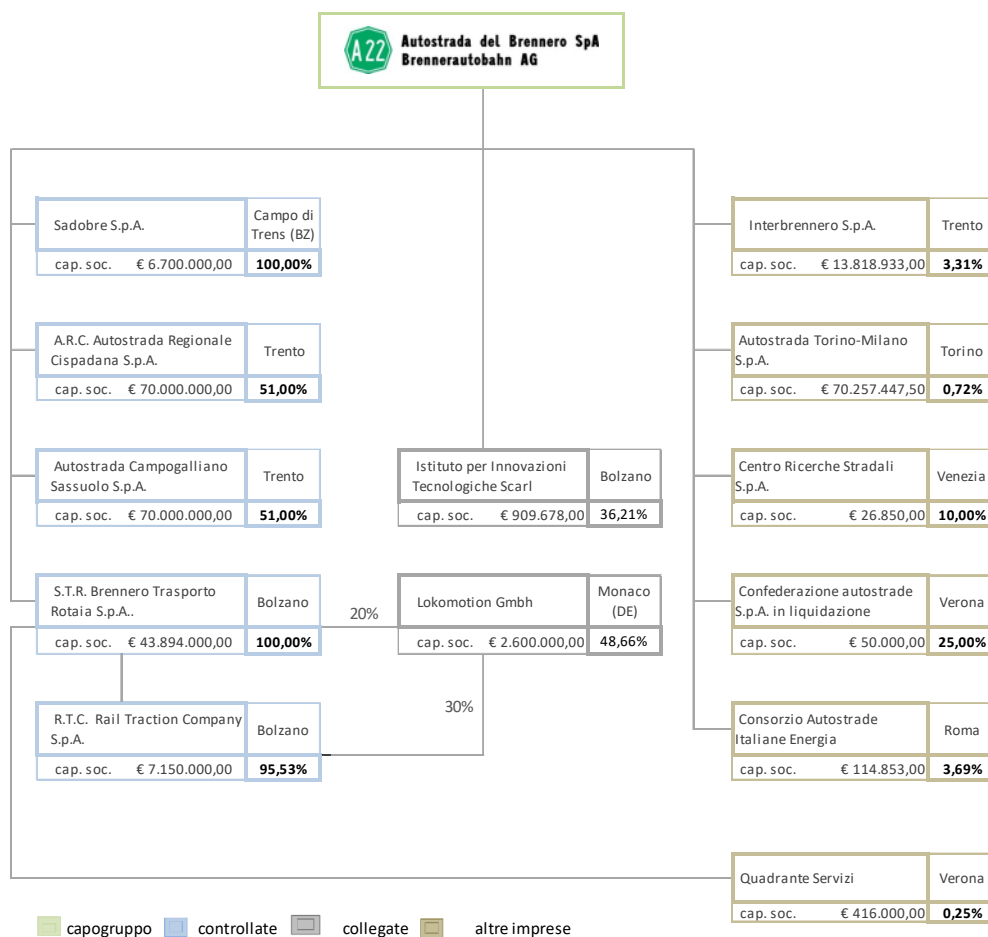 A22
Autostrada del Brennero SpA
Brennerautobahn AG
Sadobre S.p.A.
Campo di
Trens (BZ)
cap. soc. € 6.700.000,00 100,00%
A.R.C. Autostrada Regionale
Cispadana S.p.A.
Trento
cap. soc. € 70.000.000,00 51,00%
Autostrada Campogalliano
Sassuolo S.p.A.
Trento
cap. soc. € 70.000.000,00 51,00%
S.T.R. Brennero Trasporto
Rotaia S.p.A..
Bolzano
cap. soc. € 43.894.000,00 100,00%
R.T.C. Rail Traction Company
S.p.A.
Bolzano
cap. soc. € 7.150.000,00 95,53%
Istituto per Innovazioni
Tecnologiche Scarl
Bolzano
cap. soc. € 909.678,00 36,21%
20%
Lokomotion Gmbh
Monaco
(DE)
cap. soc. € 2.600.000,00 48,66%
30%
Interbrennero S.p.A.
Trento
cap. soc. € 13.818.933,00 3,31%
Autostrada Torino-Milano
S.p.A.
Torino
cap. soc. € 70.257.447,50 0,72%
Centro Ricerche Stradali
S.p.A.
Venezia
cap. soc. € 26.850,00 10,00%
Confederazione autostrade
S.p.A. in liquidazione
Verona
cap. soc. € 50.000,00 25,00%
Consorzio Autostrade
Italiane Energia
Roma
cap. soc. € 114.853,00 3,69%
Quadrante Servizi
Verona
cap. soc. € 416.000,00 0,25%
capogruppo controllate collegate altre imprese